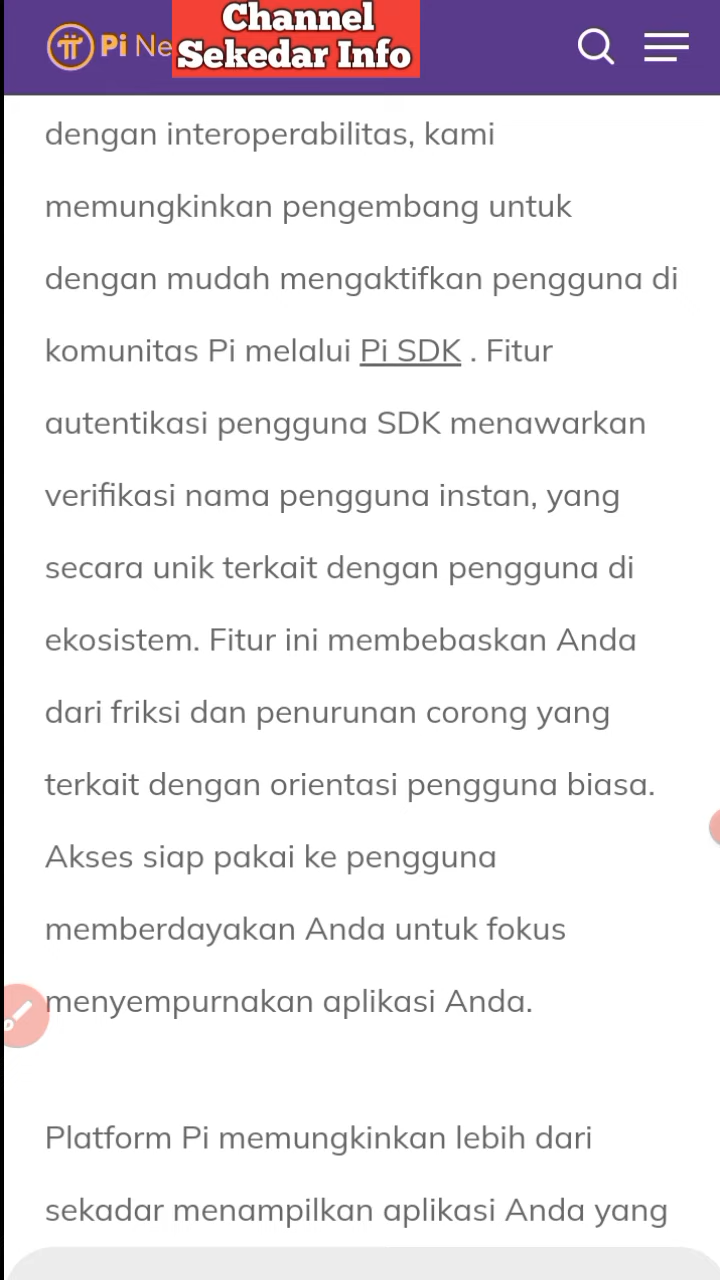 Pi Ne
Channel
Sekedar Info
dengan interoperabilitas, kami
memungkinkan pengembang untuk
dengan mudah mengaktifkan pengguna di
komunitas Pi melalui Pi SDK . Fitur
autentikasi pengguna SDK menawarkan
verifikasi nama pengguna instan, yang
secara unik terkait dengan pengguna di
ekosistem. Fitur ini membebaskan Anda
dari friksi dan penurunan corong yang
terkait dengan orientasi pengguna biasa.
Akses siap pakai ke pengguna
memberdayakan Anda untuk fokus
menyempurnakan aplikasi Anda.
Platform Pi memungkinkan lebih dari
sekadar menampilkan aplikasi Anda yang